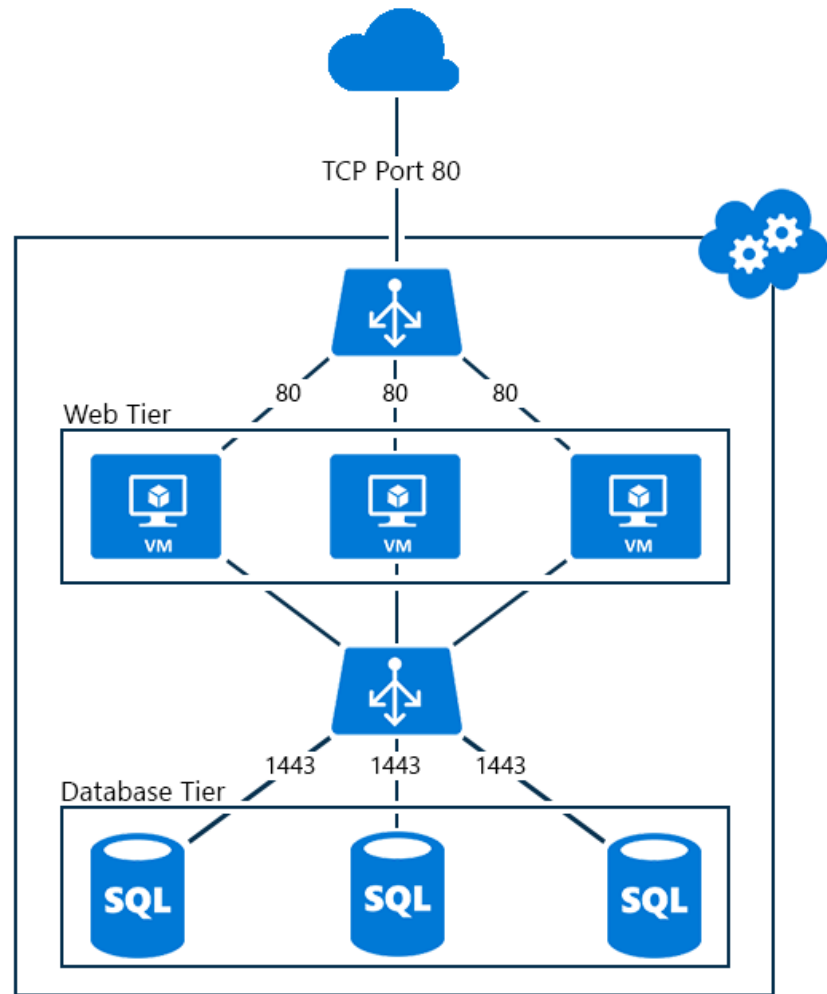 TCP Port 80
80
80
80
Web Tier
VM
VM
VM
1443
1443
1443
Database Tier
SQL
SQL
SQL